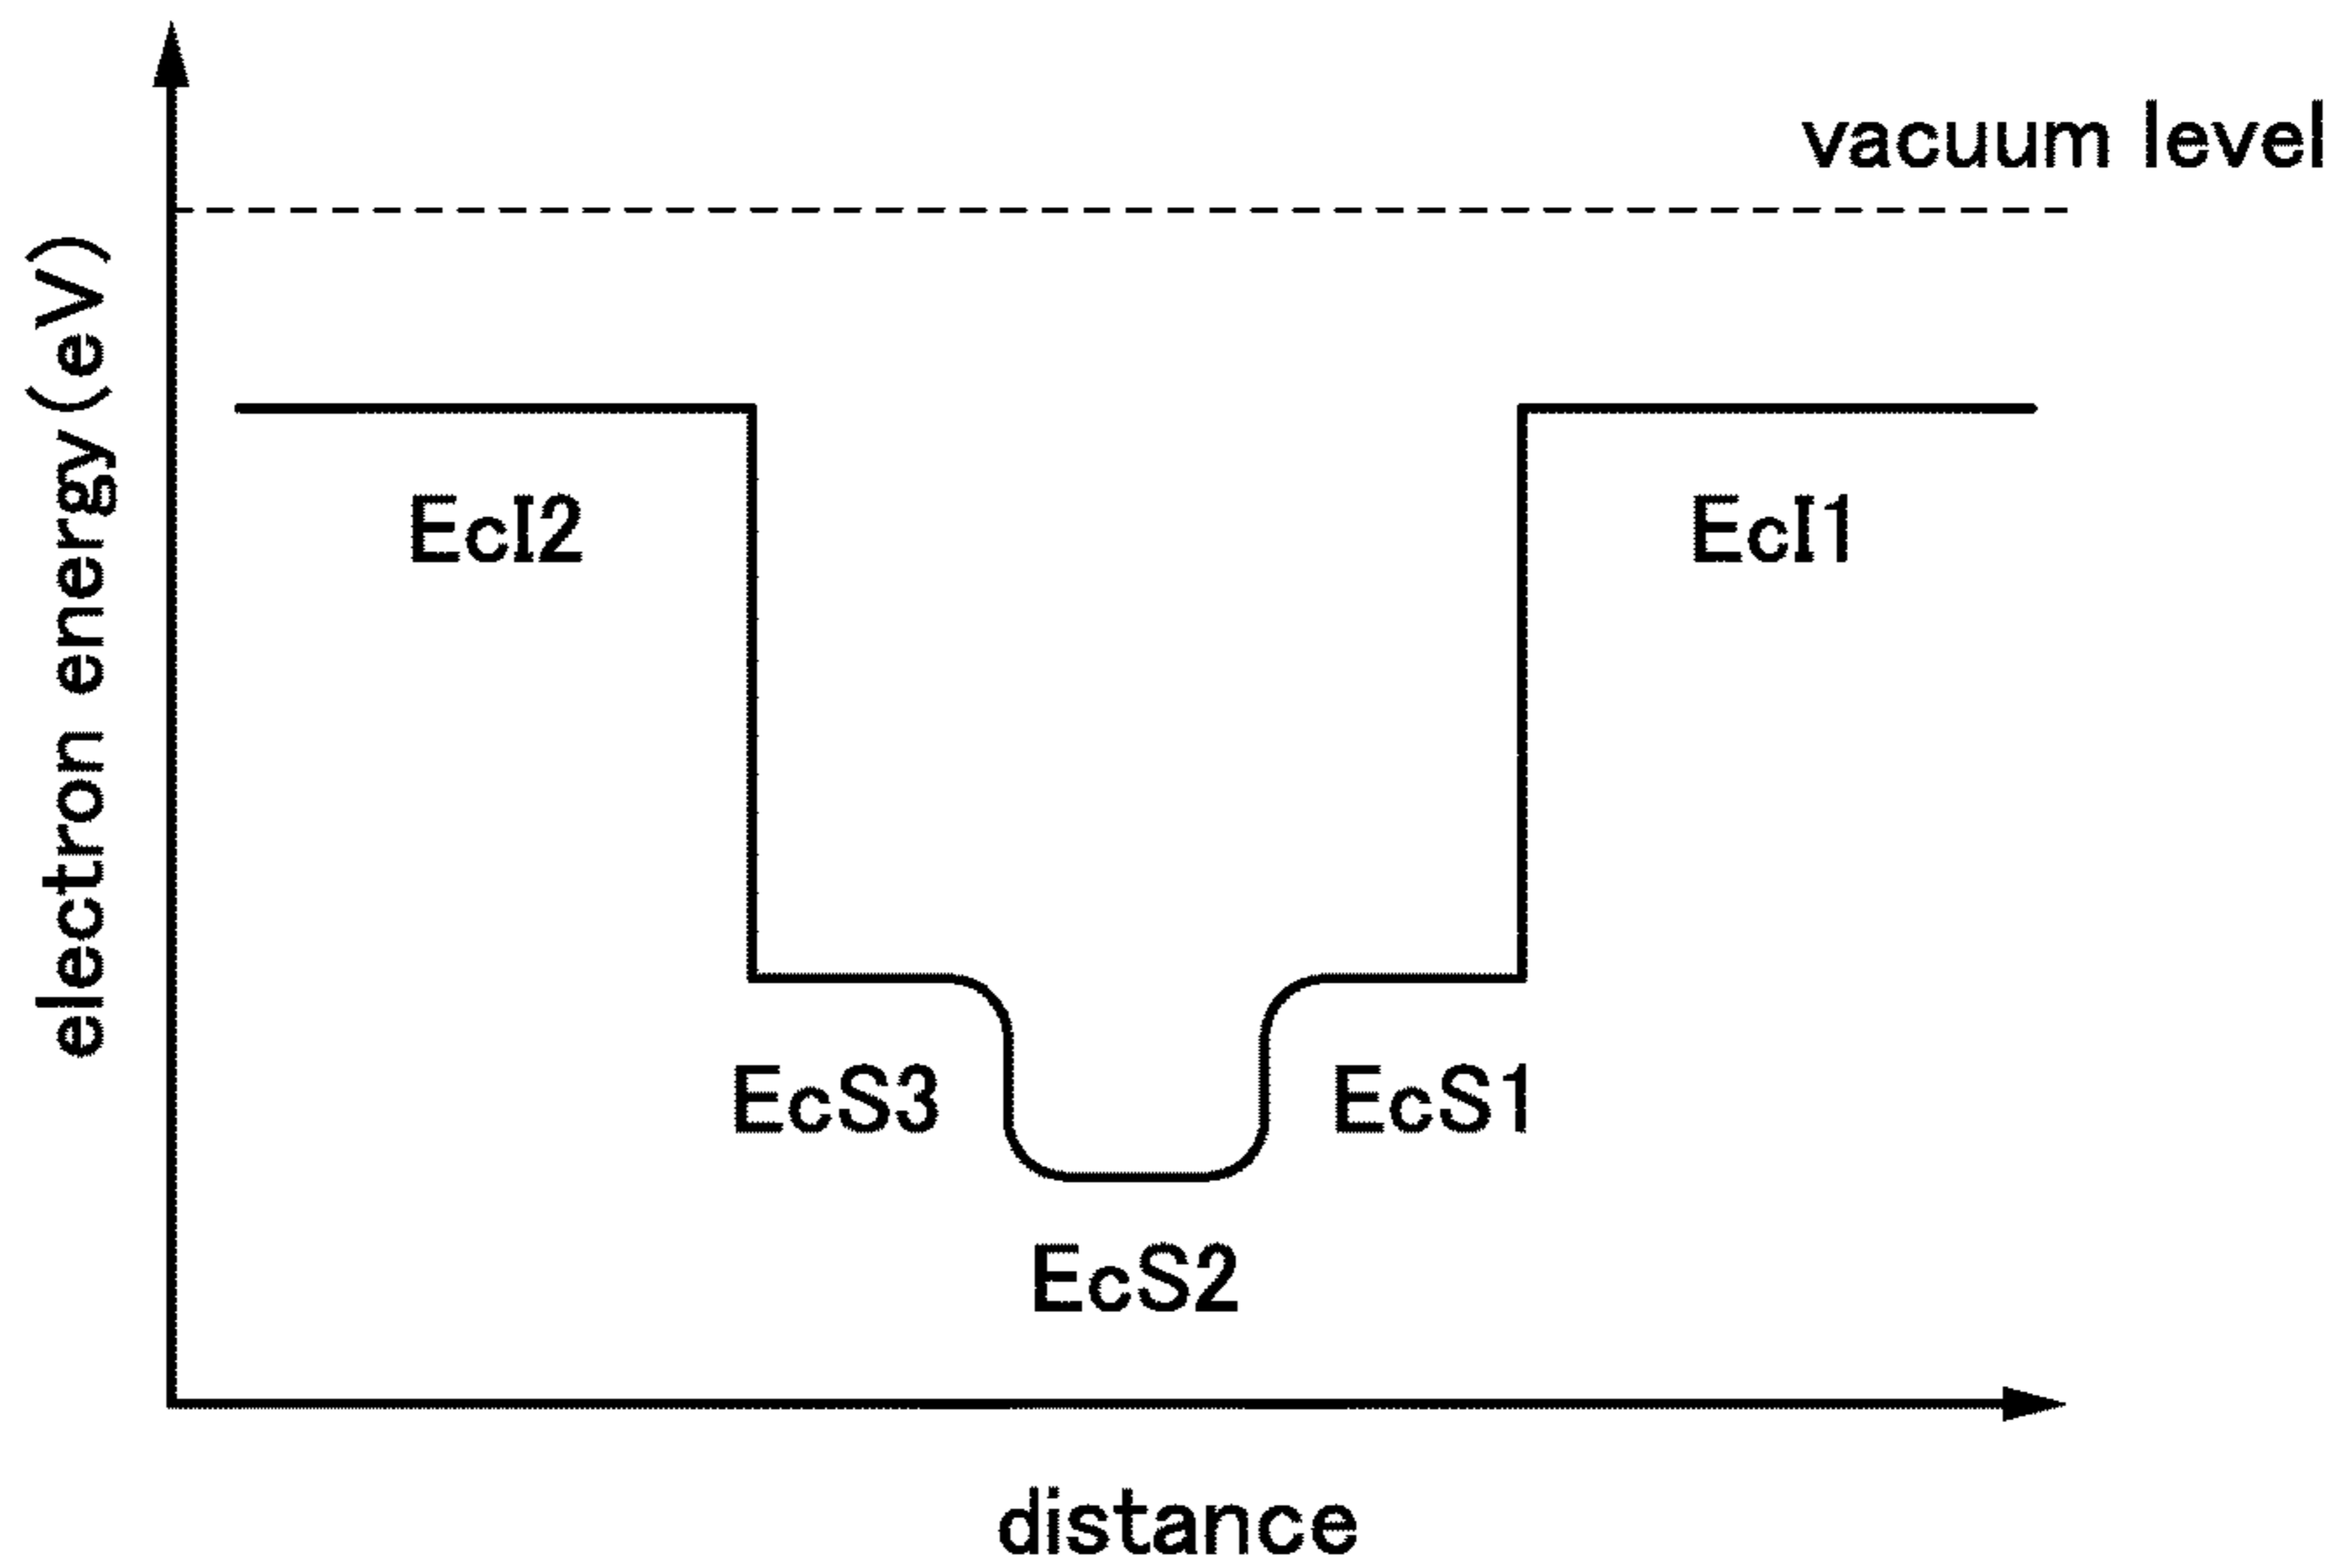 vacuum level
electron energy (eV)
EcI2
EcI1
EcS3
EcS1
EcS2
distance